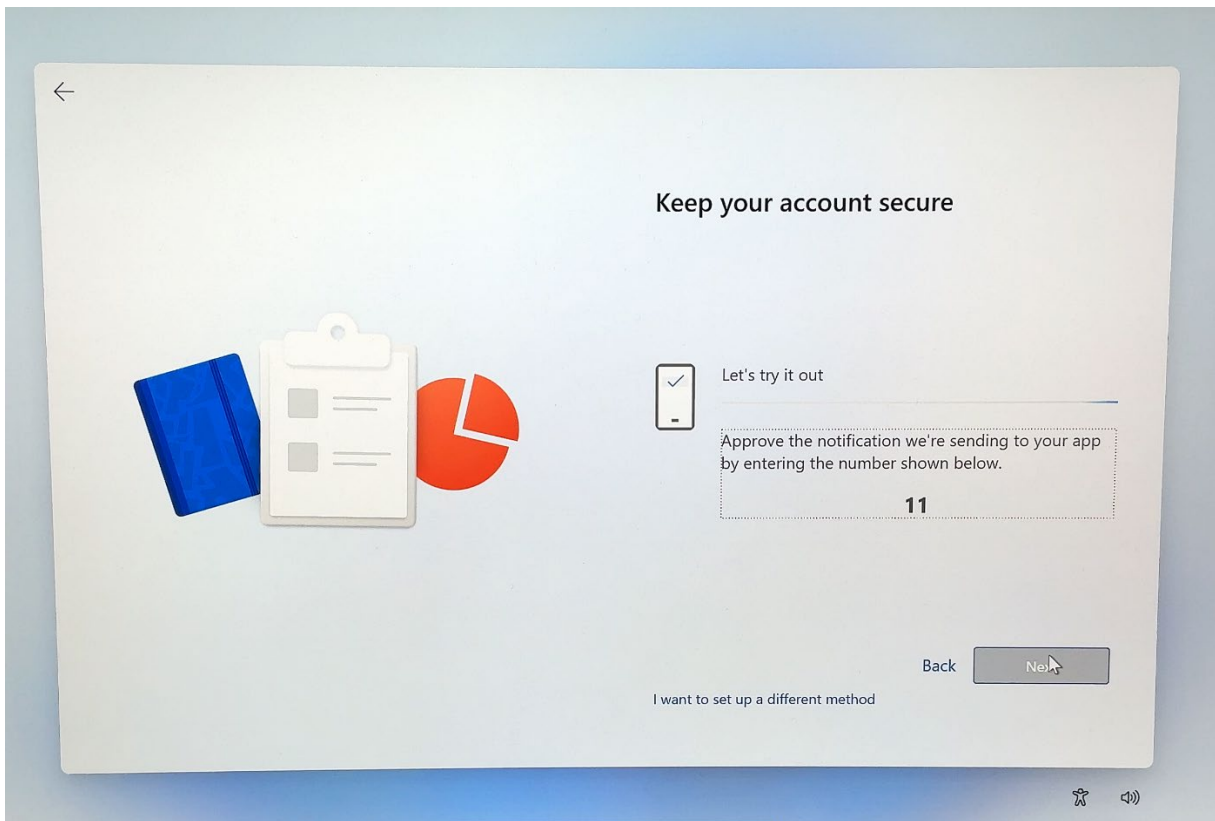 Keep your account secure
Let's try it out
Approve the notification we're sending to your app
by entering the number shown below.
11
Back
I want to set up a different method